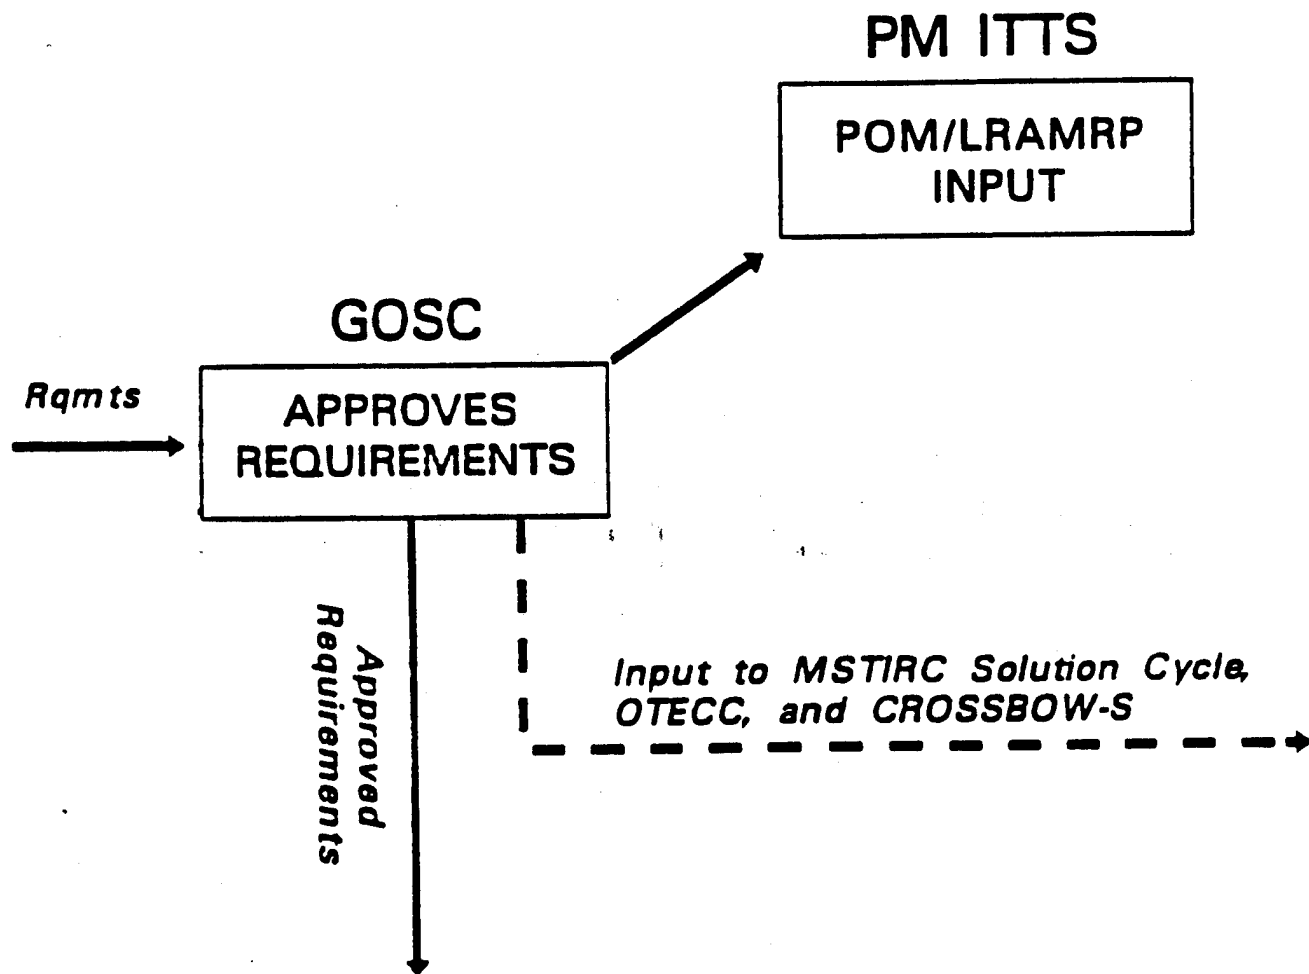 PM ITTS
POM/LRAMRP
INPUT
GOSC
Rqmts
APPROVES
REQUIREMENTS
Approved
Requirements
Input to MSTIRC Solution Cycle,
OTECC, and CROSSBOW-S